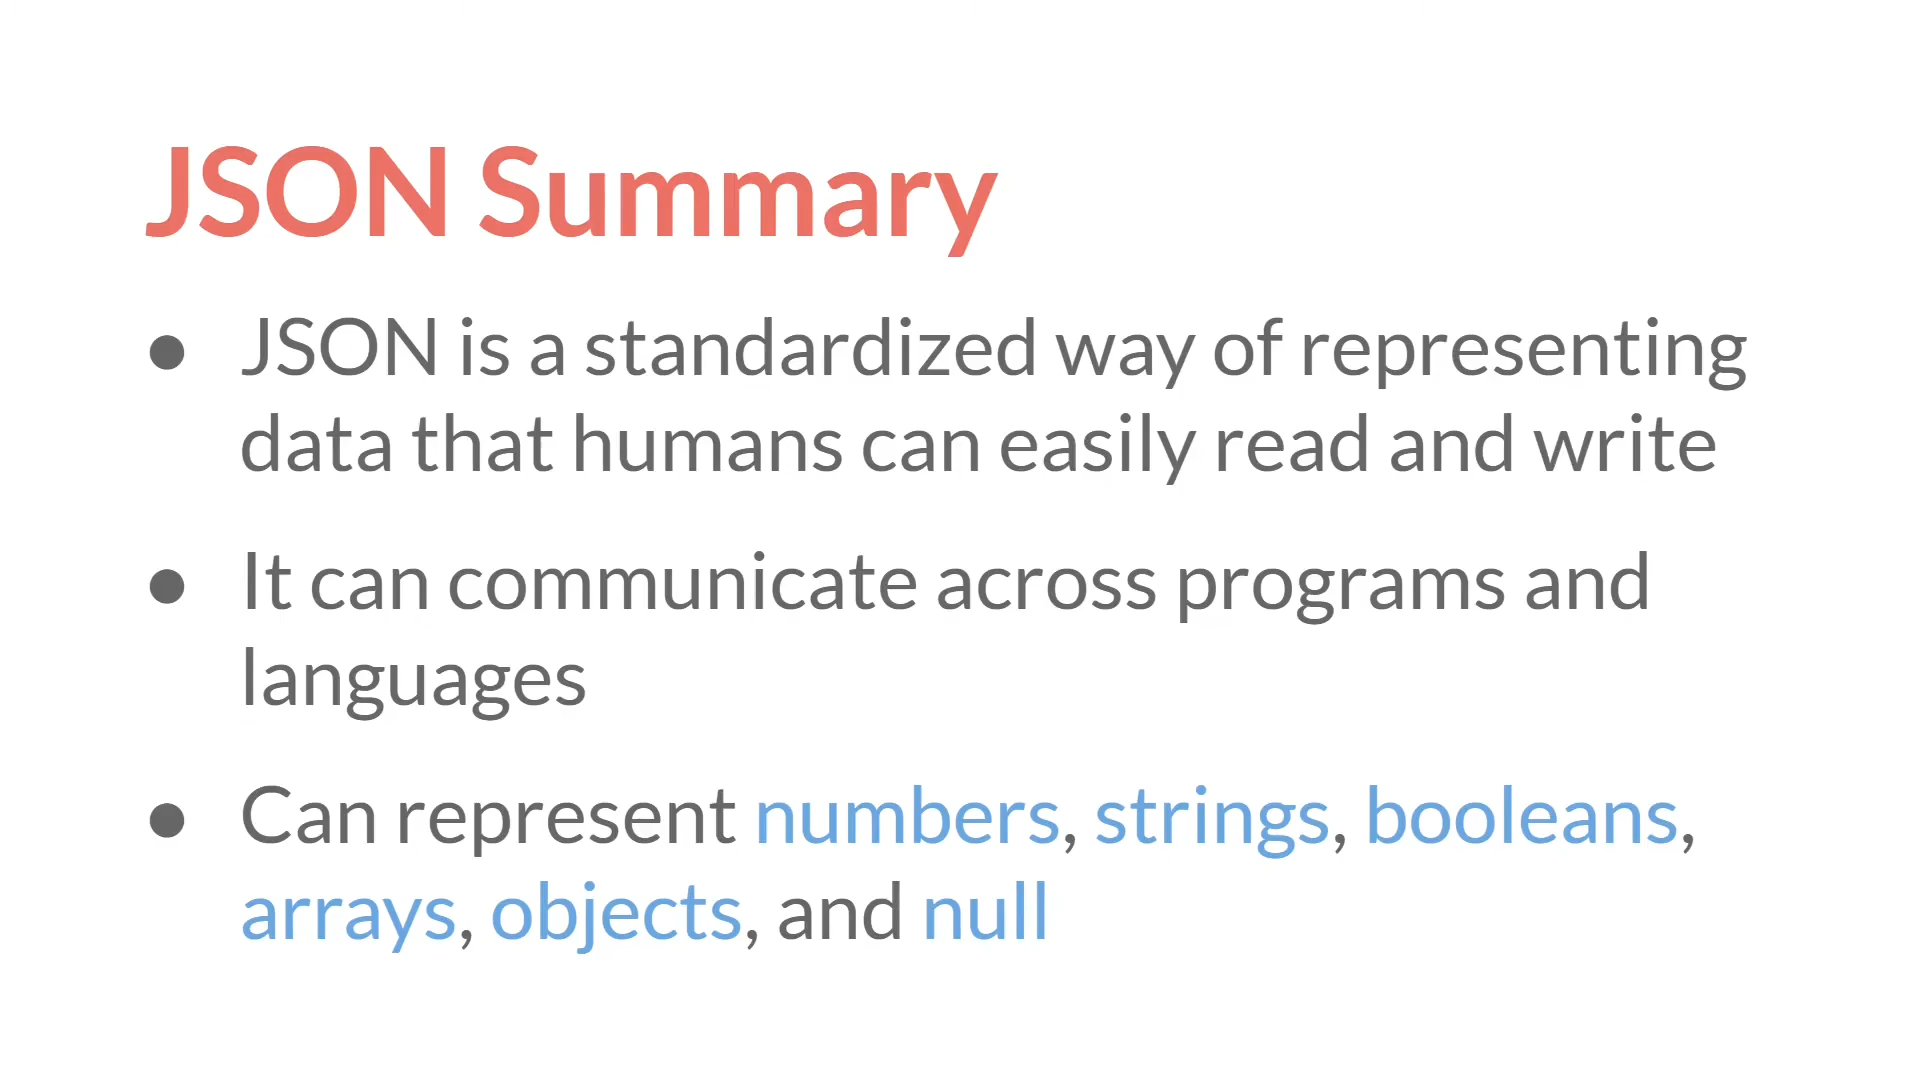 JSON Summary
● JSON is a standardized way of representing
data that humans can easily read and write
● It can communicate across programs and
languages
● Can represent numbers, strings, booleans,
arrays, objects, and null